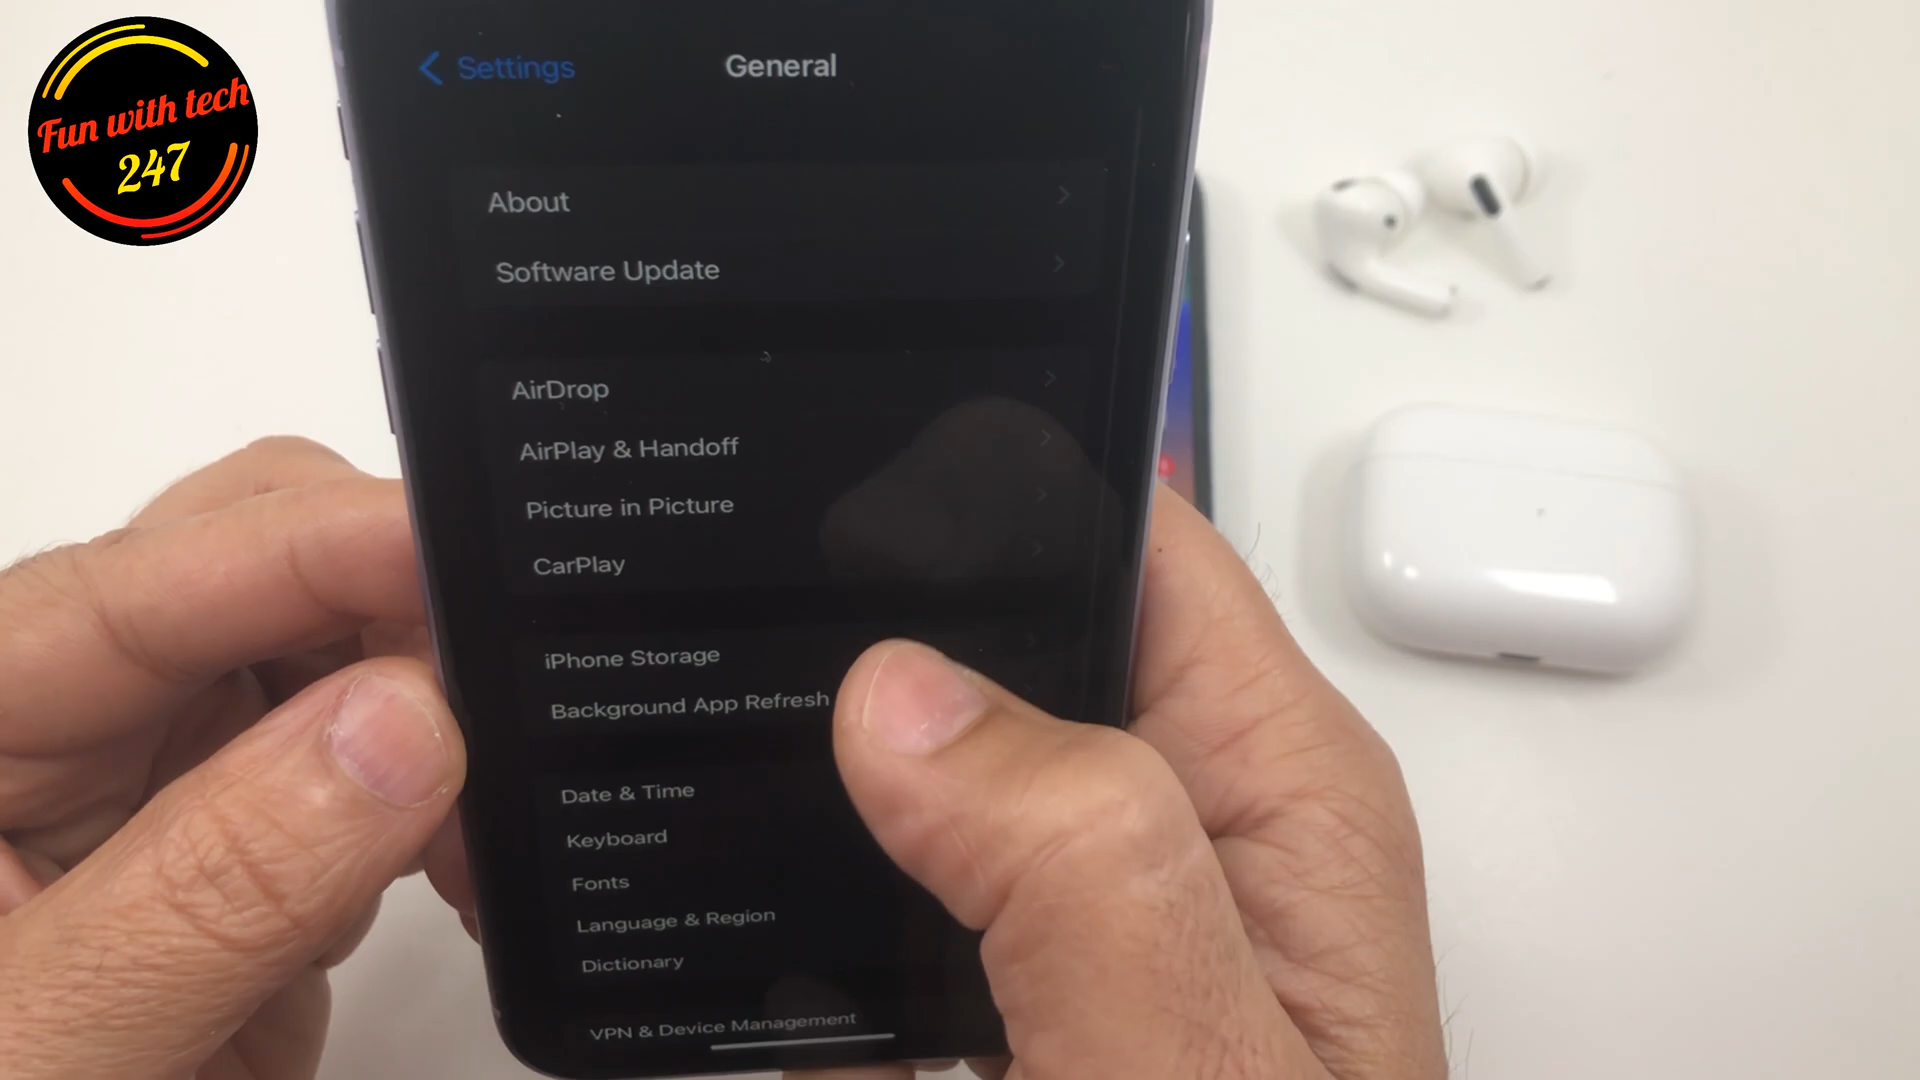 Fun with tech
247
Settings
General
About
Software Update
AirDrop
AirPlay & Handoff
Picture in Picture
CarPlay
iPhone Storage
Background App Refresh
Date & Time
Keyboard
Fonts
Language & Region
Dictionary
VPN & Device Management